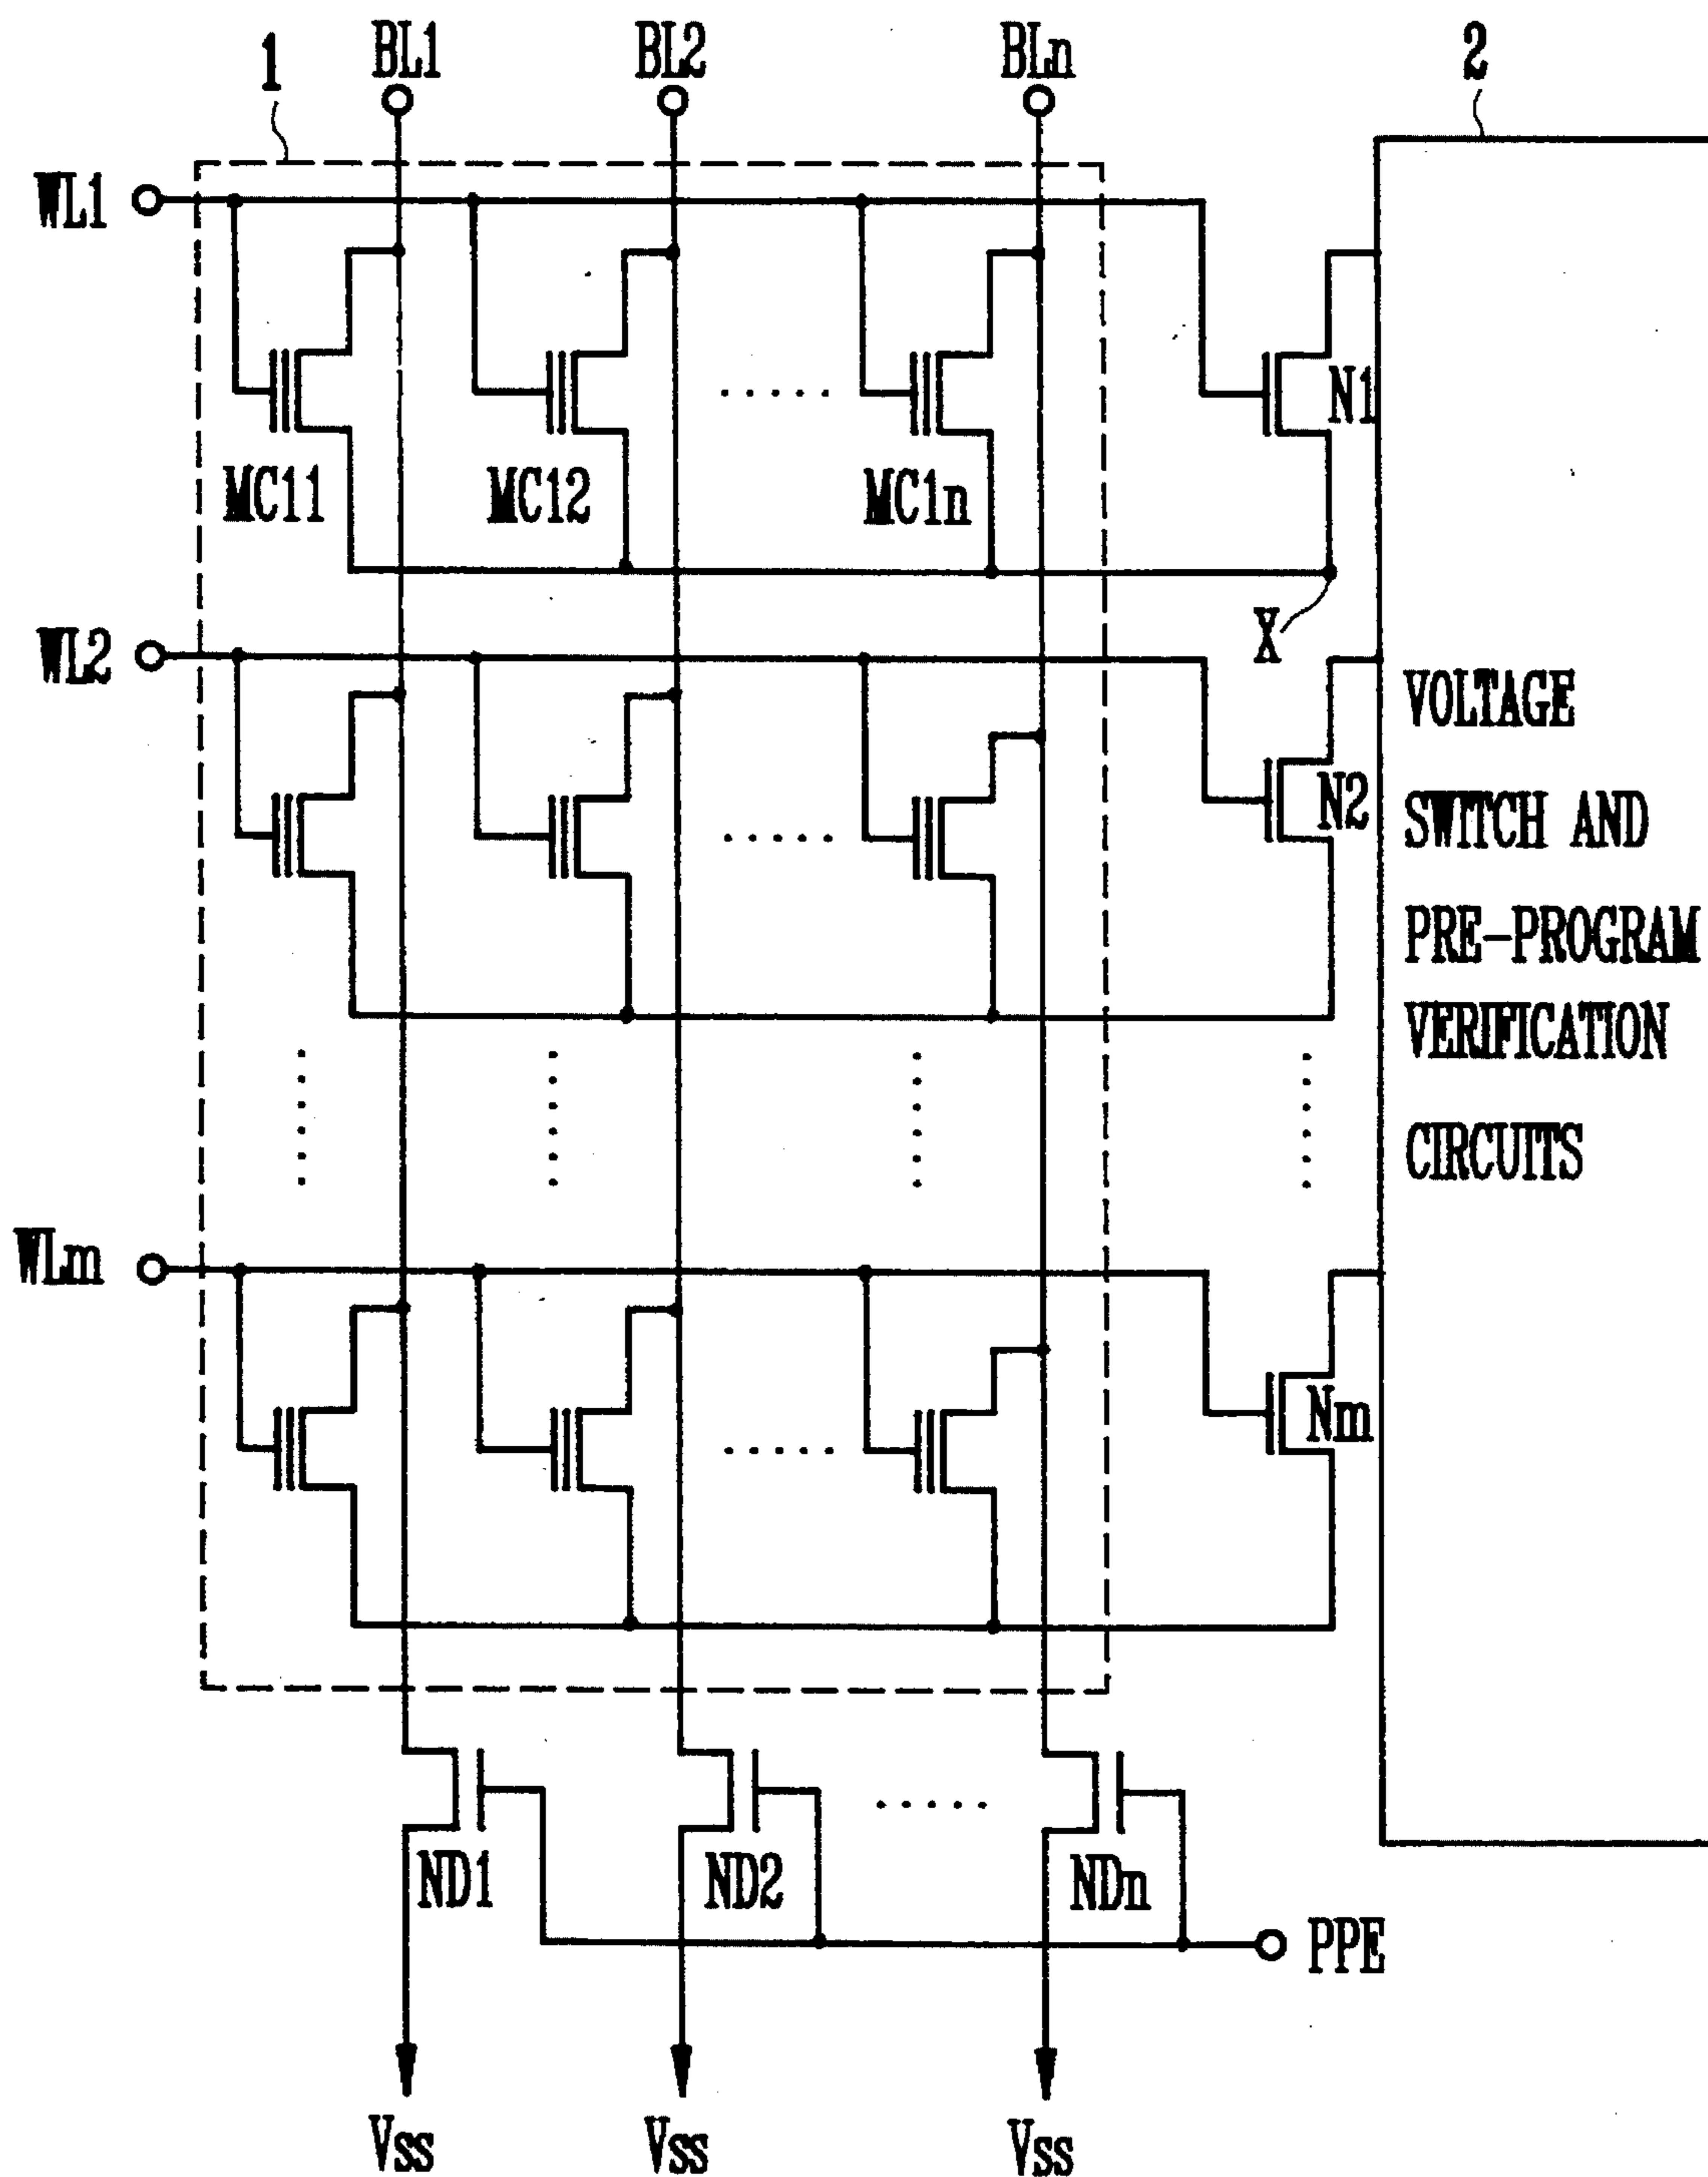 1 BL1 BL2 BLn 2
WL1
N1
MC11 MC12 MC1n
X
WL2
VOLTAGE
N2
SWITCH AND
PRE-PROGRAM
VERIFICATION
CIRCUITS
WLm
Nm
ND1 ND2 NDn
PPE
Vss Vss Vss